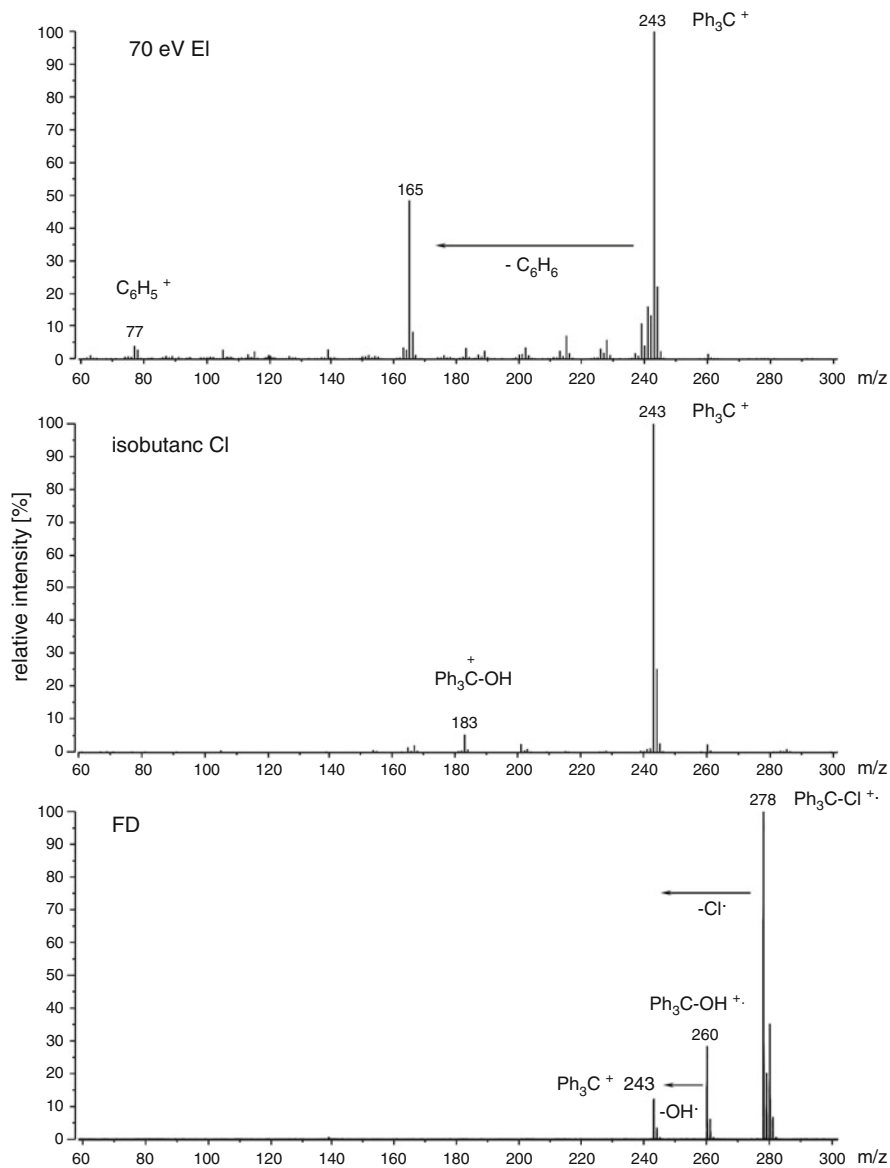 70 eV EI
243 Ph₃C⁺
100
90
80
70
60
50
40
30
20
10
0
165
- C₆H₆
C₆H₅⁺
77
60 80 100 120 140 160 180 200 220 240 260 280 300 m/z
isobutanc CI
243 Ph₃C⁺
100
90
80
70
60
50
40
30
20
10
0
relative intensity [%]
+
Ph₃C-OH
183
60 80 100 120 140 160 180 200 220 240 260 280 300 m/z
FD
278 Ph₃C-Cl⁺·
100
90
80
70
60
50
40
30
20
10
0
-Cl·
Ph₃C-OH⁺·
260
Ph₃C⁺ 243
-OH·
60 80 100 120 140 160 180 200 220 240 260 280 300 m/z